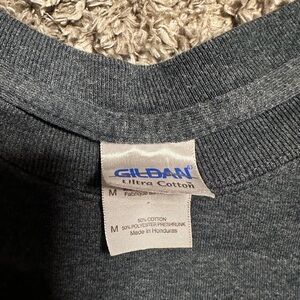 GILDAN®
Ultra Cotton
M
50% COTTON
M 50% POLYESTER PRESHRUNK
Made in Honduras